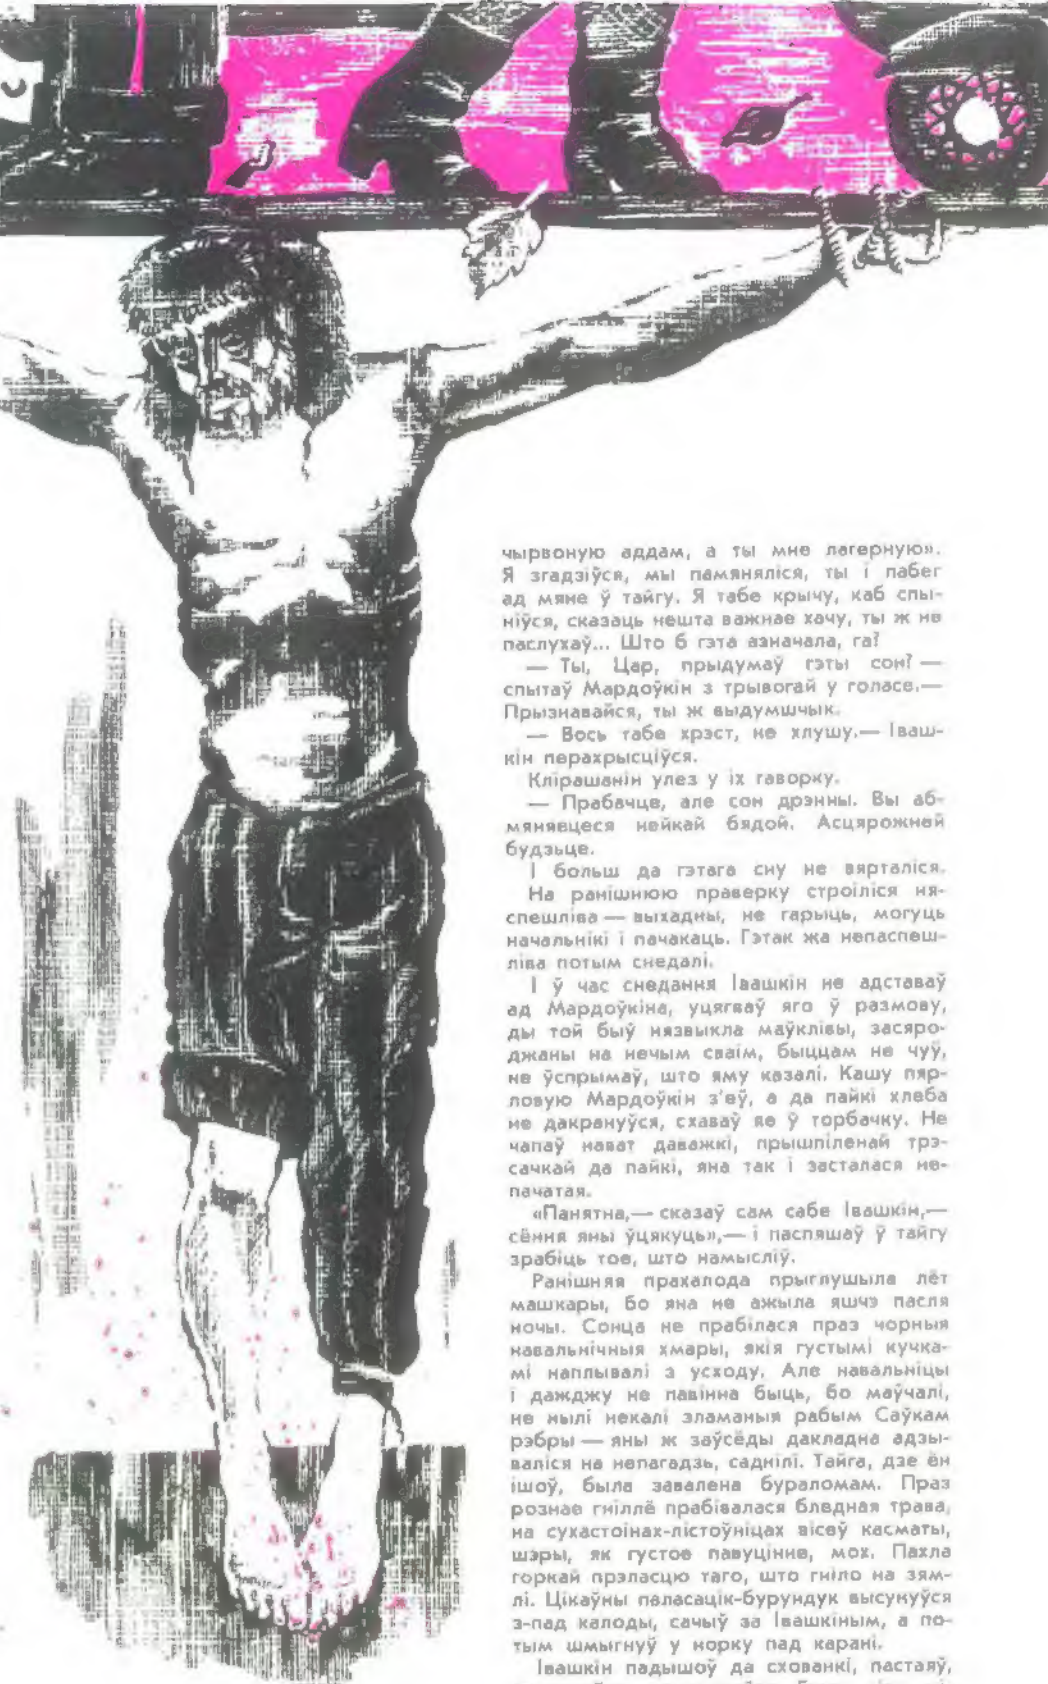 чырвоную аддам, а ты мне лагерную».
Я згадзіўся, мы памяняліся, ты і пабег
ад мяне ў тайгу. Я табе крычу, каб спы-
ніўся, сказаць нешта важнае хачу, ты ж не
паслухаў... Што б гэта азначала, га?
— Ты, Цар, прыдумаў гэты сон? —
спытаў Мардоўкін з трывогай у голасе.—
Прызнавайся, ты ж выдумшчык.
— Вось табе хрэст, не хлушу.— Іваш-
кін перахрысціўся.
Клірашанін улез у іх гаворку.
— Прабачце, але сон дрэнны. Вы аб-
мяняецеся нейкай бядой. Асцярожней
будзьце.
І больш да гэтага сну не вярталіся.
На ранішнюю праверку строіліся ня-
спешліва — выхадны, не гарыць, могуць
начальнікі і пачакаць. Гэтак жа непаспеш-
ліва потым снедалі.
І ў час снедання Івашкін не адставаў
ад Мардоўкіна, уцягваў яго ў размову,
ды той быў нязвыкла маўклівы, засяро-
джаны на нечым сваім, быццам не чуў,
не ўспрымаў, што яму казалі. Кашу пяр-
ловую Мардоўкін з'еў, а да пайкі хлеба
не дакрануўся, схаваў яе ў торбачку. Не
чапаў нават даважкі, прышпіленай трэ-
сачкай да пайкі, яна так і засталася не-
пачатая.
«Панятна,— сказаў сам сабе Івашкін,—
сёння яны ўцякуць»,— і паспяшаў у тайгу
зрабіць тое, што намысліў.
Ранішняя прахалода прыглушыла лёт
машкары, бо яна не ажыла яшчэ пасля
ночы. Сонца не прабілася праз чорныя
навальнічныя хмары, якія густымі кучка-
мі наплывалі з усходу. Але навальніцы
і дажджу не павінна быць, бо маўчалі,
не нылі некалі зламаныя рабым Саўкам
рэбры — яны ж заўсёды дакладна адзы-
валіся на непагадзь, саднілі. Тайга, дзе ён
ішоў, была завалена бураломам. Праз
рознае гніллё прабівалася бледная трава,
на сухастоінах-лістоўніцах вісеў касматы,
шэры, як густое павуцінне, мох. Пахла
горкай прэласцю таго, што гніло на зям-
лі. Цікаўны паласацік-бурундук высунуўся
з-пад калоды, сачыў за Івашкіным, а по-
тым шмыгнуў у норку пад карані.
Івашкін падышоў да схованкі, пастаяў,